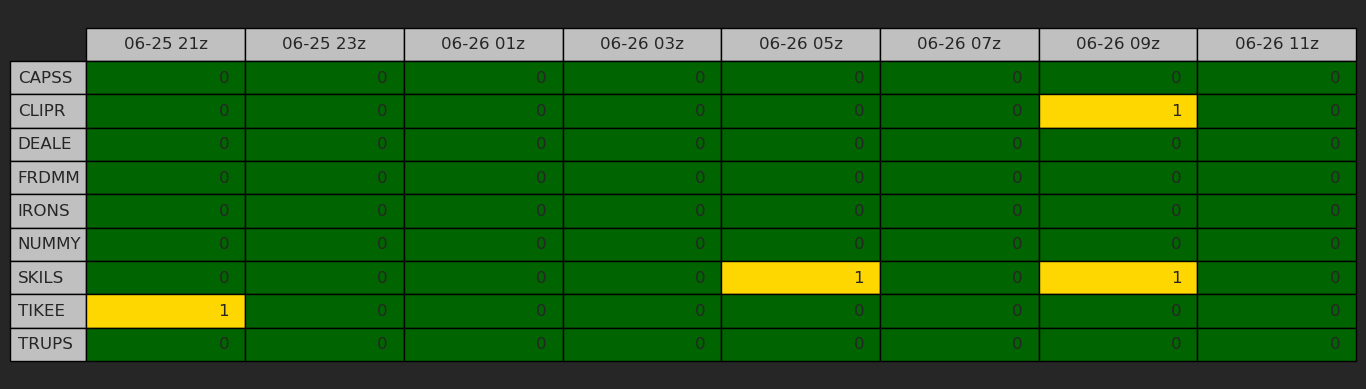 06-25 21z 06-25 23z 06-26 01z 06-26 03z 06-26 05z 06-26 07z 06-26 09z 06-26 11z
CAPSS 0 0 0 0 0 0 0 0
CLIPR 0 0 0 0 0 0 1 0
DEALE 0 0 0 0 0 0 0 0
FRDMM 0 0 0 0 0 0 0 0
IRONS 0 0 0 0 0 0 0 0
NUMMY 0 0 0 0 0 0 0 0
SKILS 0 0 0 0 1 0 1 0
TIKEE 1 0 0 0 0 0 0 0
TRUPS 0 0 0 0 0 0 0 0